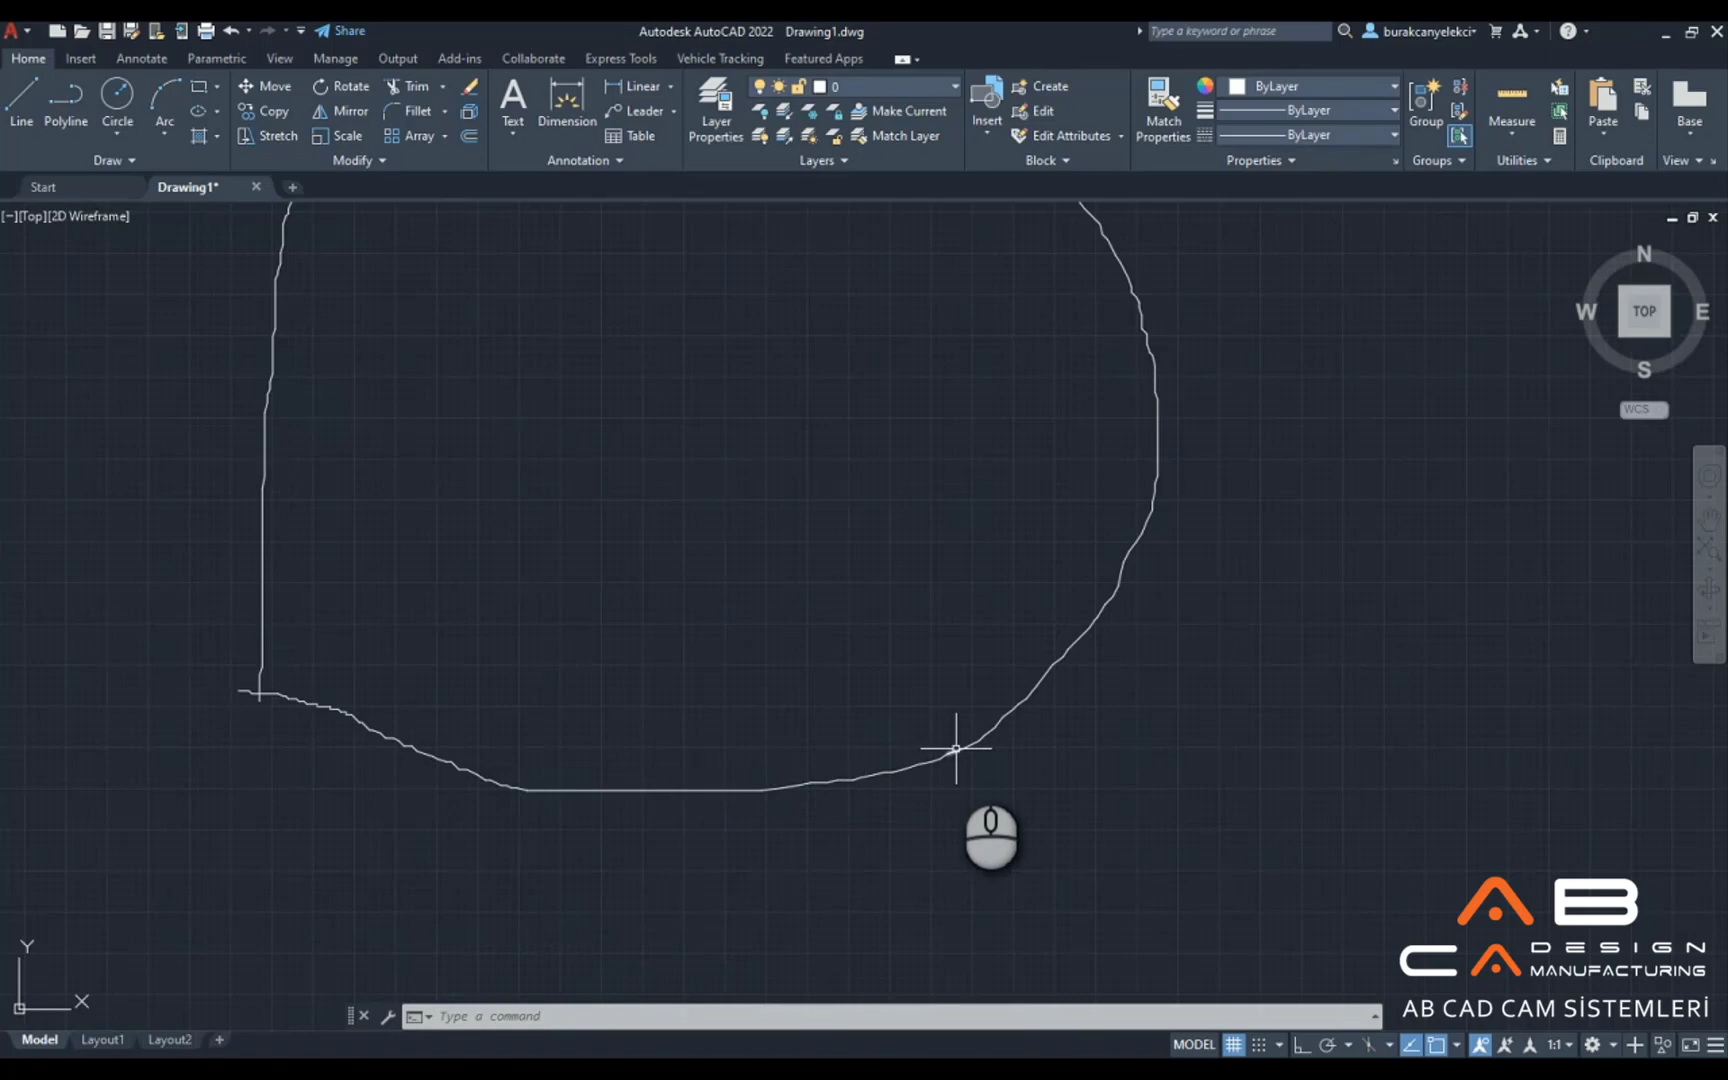 Share
Autodesk AutoCAD 2022 Drawing1.dwg
Type a keyword or phrase
burakcanyelekci
Home Insert Annotate Parametric View Manage Output Add-ins Collaborate Express Tools Vehicle Tracking Featured Apps
Line Polyline Circle Arc
Move Rotate Trim
Copy Mirror Fillet
Stretch Scale Array
Text Dimension
Linear
Leader
Table
Layer Properties
0
Make Current
Match Layer
Insert
Create
Edit
Edit Attributes
Match Properties
ByLayer
ByLayer
ByLayer
Group
Measure
Paste
Base
Draw Modify Annotation Layers Block Properties Groups Utilities Clipboard View
Start Drawing1*
[−][Top][2D Wireframe]
N
W TOP E
S
WCS
Y
X
Type a command
Model Layout1 Layout2
MODEL 1:1
AB
CA DESIGN
MANUFACTURING
AB CAD CAM SİSTEMLERİ